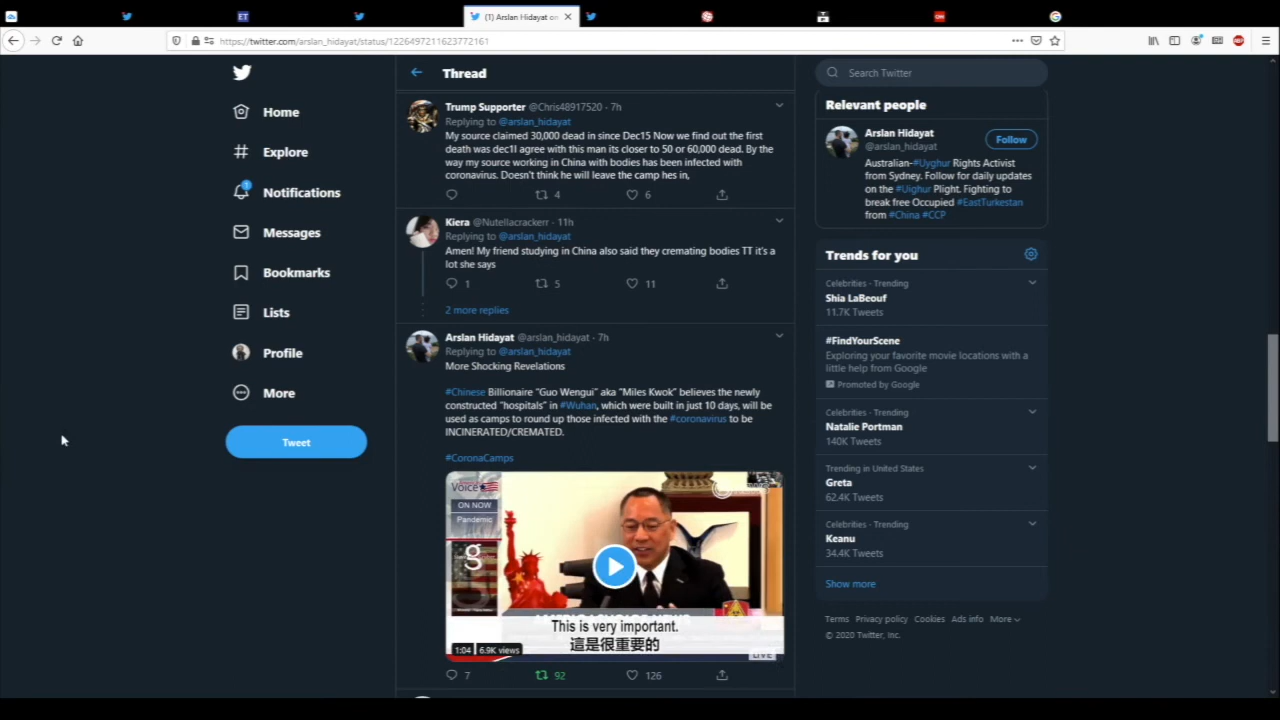 (1) Arslan Hidayat on
https://twitter.com/arslan_hidayat/status/1226497211623772161
Home
Explore
Notifications
Messages
Bookmarks
Lists
Profile
More
Tweet
Thread
Trump Supporter @Chris48917520 · 7h
Replying to @arslan_hidayat
My source claimed 30,000 dead in since Dec15 Now we find out the first
death was dec1I agree with this man its closer to 50 or 60,000 dead. By the
way my source working in China with bodies has been infected with
coronavirus. Doesn't think he will leave the camp hes in,
4 6
Kiera @Nutellacrackerr · 11h
Replying to @arslan_hidayat
Amen! My friend studying in China also said they cremating bodies TT it's a
lot she says
1 5 11
2 more replies
Arslan Hidayat @arslan_hidayat · 7h
Replying to @arslan_hidayat
More Shocking Revelations
#Chinese Billionaire "Guo Wengui" aka "Miles Kwok" believes the newly
constructed "hospitals" in #Wuhan, which were built in just 10 days, will be
used as camps to round up those infected with the #coronavirus to be
INCINERATED/CREMATED.
#CoronaCamps
Voice
ON NOW
Pandemic
g
This is very important.
這是很重要的
1:04 6.9K views
LIVE
7 92 126
Search Twitter
Relevant people
Arslan Hidayat
@arslan_hidayat
Follow
Australian-#Uyghur Rights Activist
from Sydney. Follow for daily updates
on the #Uighur Plight. Fighting to
break free Occupied #EastTurkestan
from #China #CCP
Trends for you
Celebrities · Trending
Shia LaBeouf
11.7K Tweets
#FindYourScene
Exploring your favorite movie locations with a
little help from Google
Promoted by Google
Celebrities · Trending
Natalie Portman
140K Tweets
Trending in United States
Greta
62.4K Tweets
Celebrities · Trending
Keanu
34.4K Tweets
Show more
Terms Privacy policy Cookies Ads info More
© 2020 Twitter, Inc.